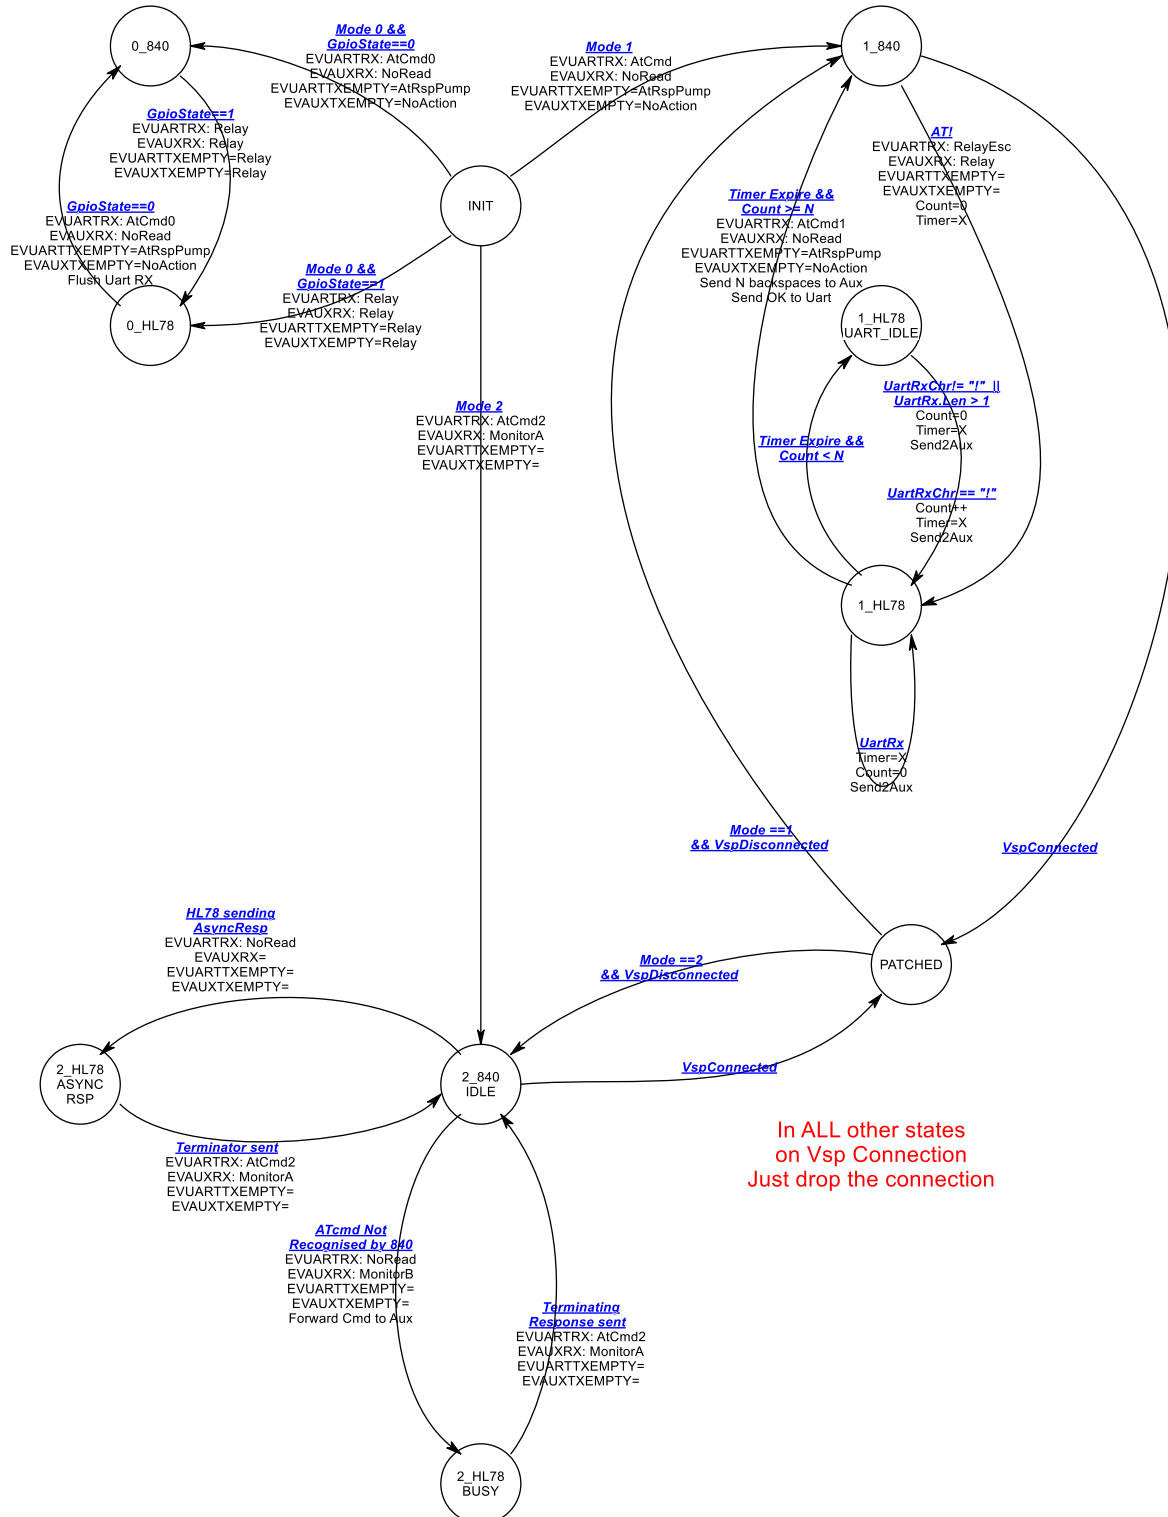 0_840
Mode 0 &&
GpioState==0
EVUARTRX: AtCmd0
EVAUXRX: NoRead
EVUARTTXEMPTY=AtRspPump
EVAUXTXEMPTY=NoAction
Mode 1
EVUARTRX: AtCmd
EVAUXRX: NoRead
EVUARTTXEMPTY=AtRspPump
EVAUXTXEMPTY=NoAction
1_840
GpioState==1
EVUARTRX: Relay
EVAUXRX: Relay
EVUARTTXEMPTY=Relay
EVAUXTXEMPTY=Relay
AT!
EVUARTRX: RelayEsc
EVAUXRX: Relay
EVUARTTXEMPTY=
EVAUXTXEMPTY=
Count=0
Timer=X
INIT
GpioState==0
EVUARTRX: AtCmd0
EVAUXRX: NoRead
EVUARTTXEMPTY=AtRspPump
EVAUXTXEMPTY=NoAction
Flush Uart RX
Timer Expire &&
Count >= N
EVUARTRX: AtCmd1
EVAUXRX: NoRead
EVUARTTXEMPTY=AtRspPump
EVAUXTXEMPTY=NoAction
Send N backspaces to Aux
Send OK to Uart
0_HL78
Mode 0 &&
GpioState==1
EVUARTRX: Relay
EVAUXRX: Relay
EVUARTTXEMPTY=Relay
EVAUXTXEMPTY=Relay
1_HL78
UART_IDLE
Mode 2
EVUARTRX: AtCmd2
EVAUXRX: MonitorA
EVUARTTXEMPTY=
EVAUXTXEMPTY=
UartRxChr!= "!" ||
UartRx.Len > 1
Count=0
Timer=X
Send2Aux
Timer Expire &&
Count < N
UartRxChr == "!"
Count++
Timer=X
Send2Aux
1_HL78
UartRx
Timer=X
Count=0
Send2Aux
Mode ==1
&& VspDisconnected
VspConnected
HL78 sending
AsyncResp
EVUARTRX: NoRead
EVAUXRX=
EVUARTTXEMPTY=
EVAUXTXEMPTY=
Mode ==2
&& VspDisconnected
PATCHED
2_HL78
ASYNC
RSP
2_840
IDLE
VspConnected
Terminator sent
EVUARTRX: AtCmd2
EVAUXRX: MonitorA
EVUARTTXEMPTY=
EVAUXTXEMPTY=
In ALL other states
on Vsp Connection
Just drop the connection
ATcmd Not
Recognised by 840
EVUARTRX: NoRead
EVAUXRX: MonitorB
EVUARTTXEMPTY=
EVAUXTXEMPTY=
Forward Cmd to Aux
Terminating
Response sent
EVUARTRX: AtCmd2
EVAUXRX: MonitorA
EVUARTTXEMPTY=
EVAUXTXEMPTY=
2_HL78
BUSY